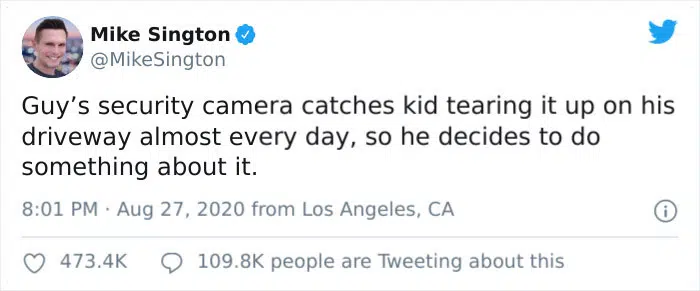 Mike Sington
@MikeSington
Guy’s security camera catches kid tearing it up on his
driveway almost every day, so he decides to do
something about it.
8:01 PM · Aug 27, 2020 from Los Angeles, CA
473.4K 109.8K people are Tweeting about this